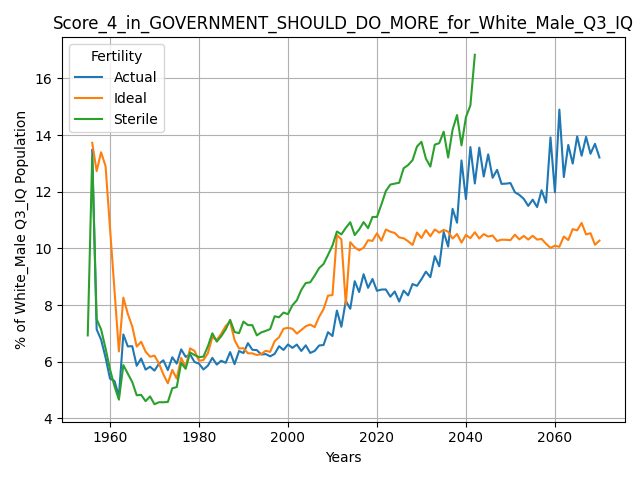 Score_4_in_GOVERNMENT_SHOULD_DO_MORE_for_White_Male_Q3_IQ
Fertility
Actual
Ideal
Sterile
% of White_Male Q3_IQ Population
16
14
12
10
8
6
4
1960
1980
2000
2020
2040
2060
Years